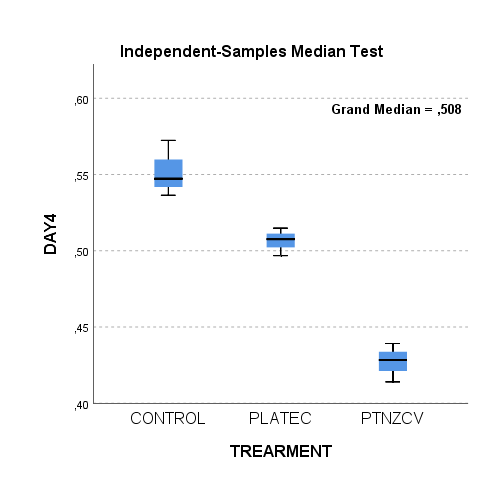 Independent-Samples Median Test
Grand Median = ,508
,60
,55
,50
,45
,40
DAY4
CONTROL PLATEC PTNZCV
TREARMENT